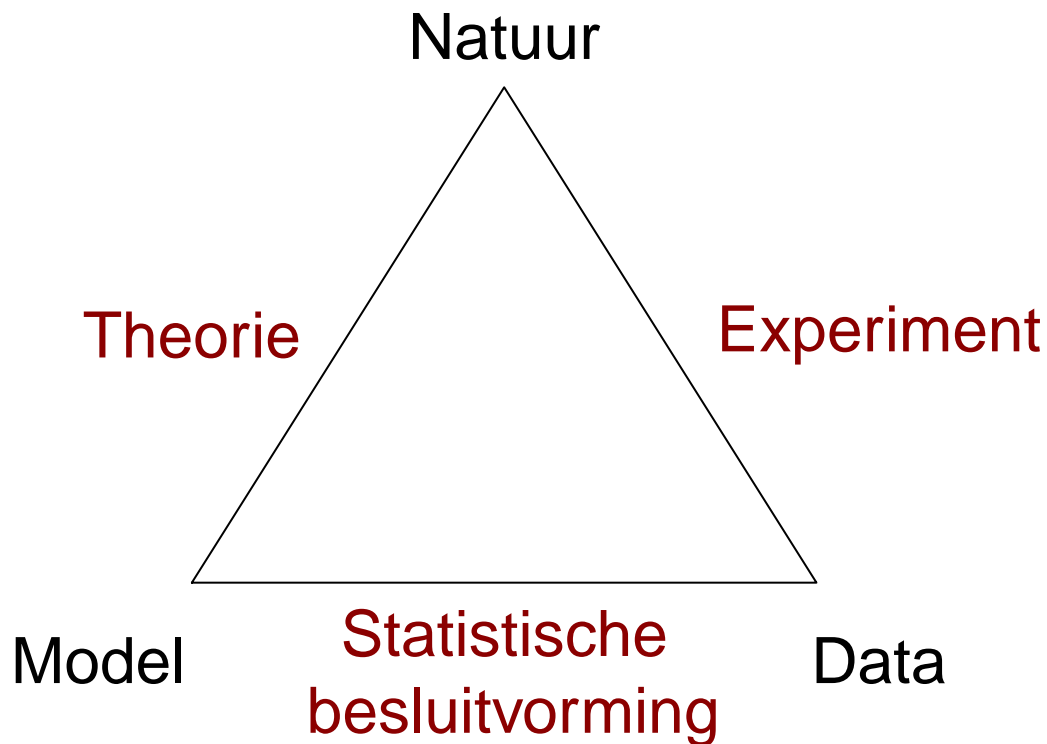 Natuur
Theorie
Experiment
Model
Statistische
besluitvorming
Data